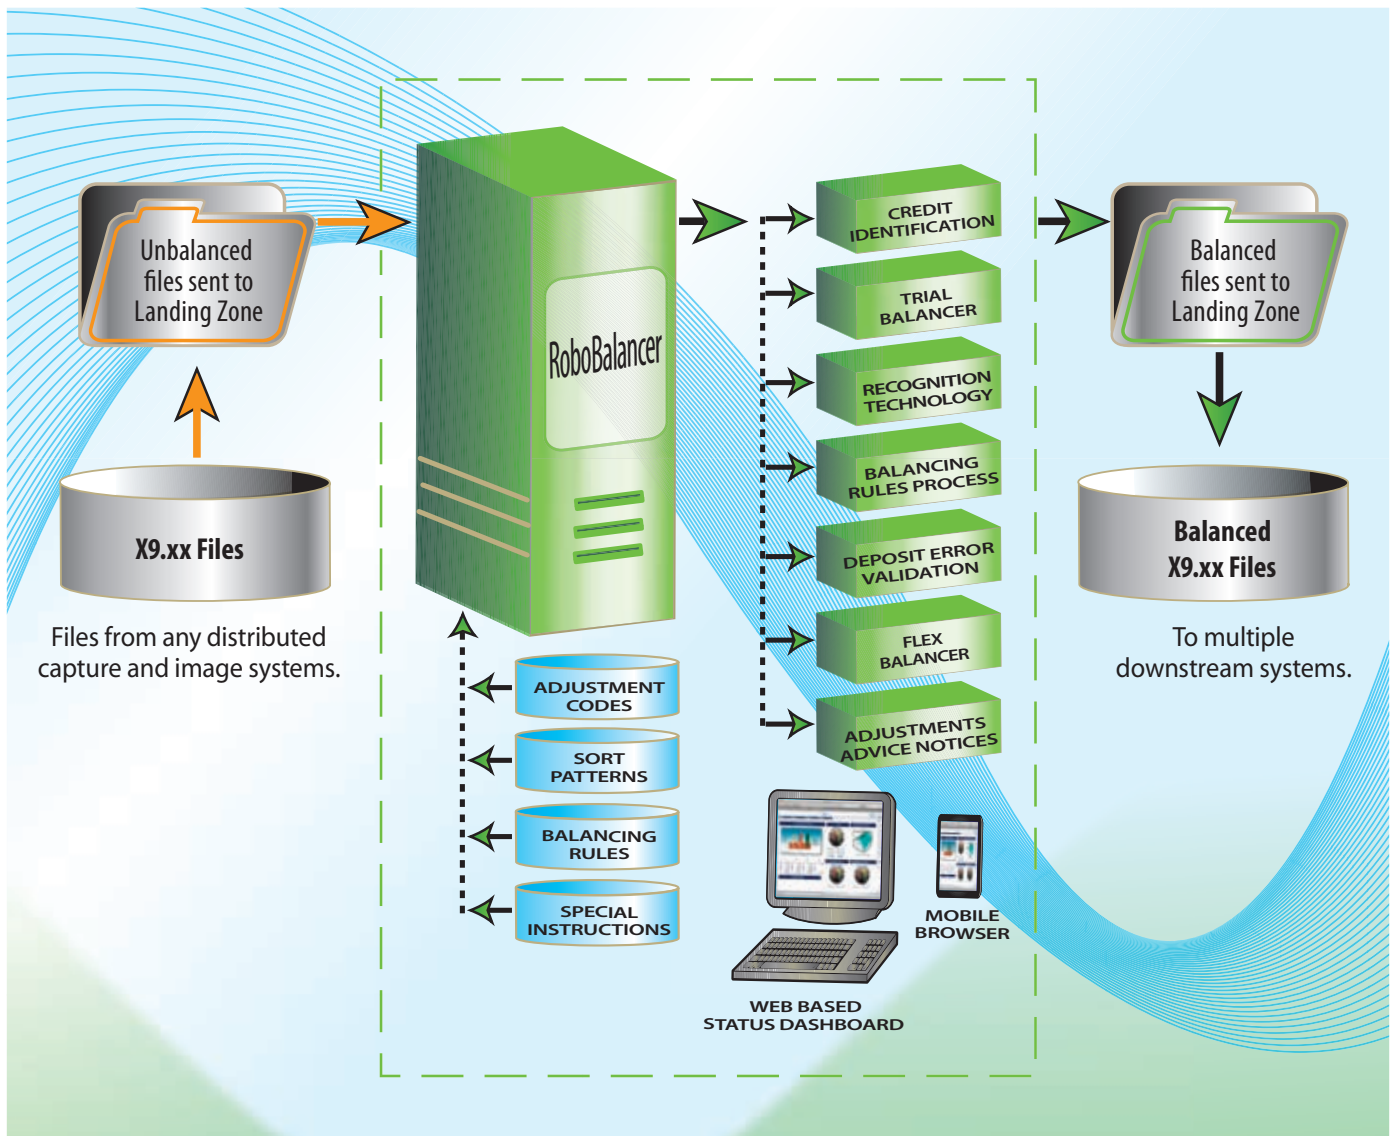 Unbalanced
files sent to
Landing Zone
X9.xx Files
Files from any distributed
capture and image systems.
RoboBalancer
ADJUSTMENT
CODES
SORT
PATTERNS
BALANCING
RULES
SPECIAL
INSTRUCTIONS
CREDIT
IDENTIFICATION
TRIAL
BALANCER
RECOGNITION
TECHNOLOGY
BALANCING
RULES PROCESS
DEPOSIT ERROR
VALIDATION
FLEX
BALANCER
ADJUSTMENTS
ADVICE NOTICES
WEB BASED
STATUS DASHBOARD
MOBILE
BROWSER
Balanced
files sent to
Landing Zone
Balanced
X9.xx Files
To multiple
downstream systems.